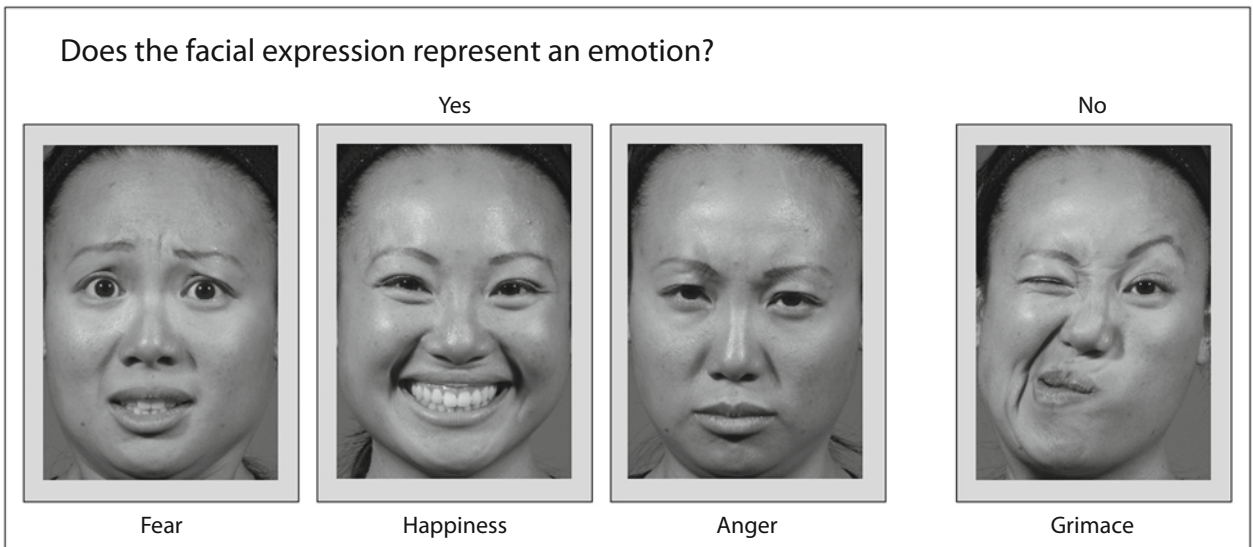 Does the facial expression represent an emotion?
Yes
No
Fear
Happiness
Anger
Grimace